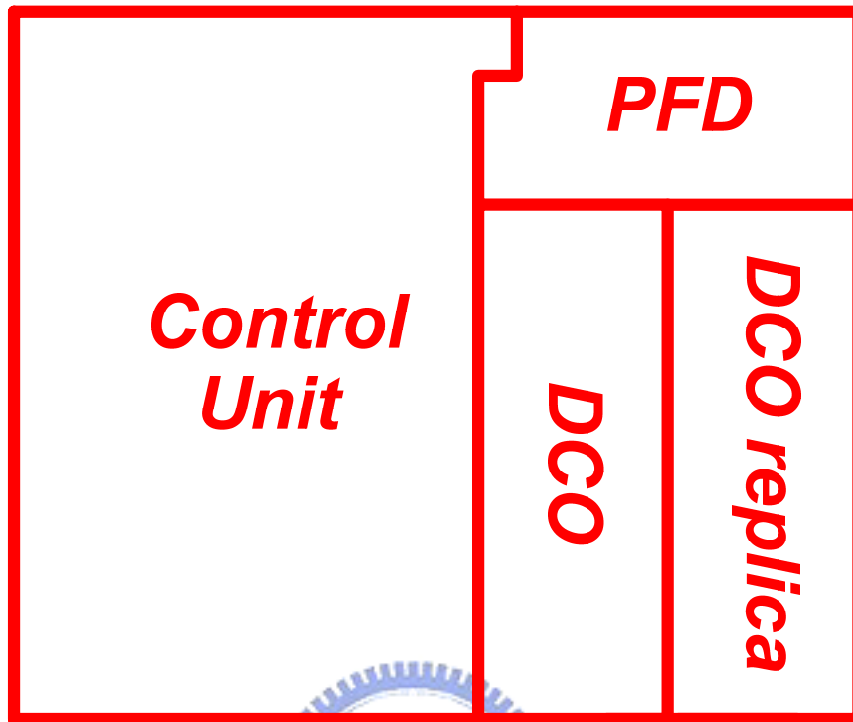 PFD
Control
Unit
DCO
DCO replica